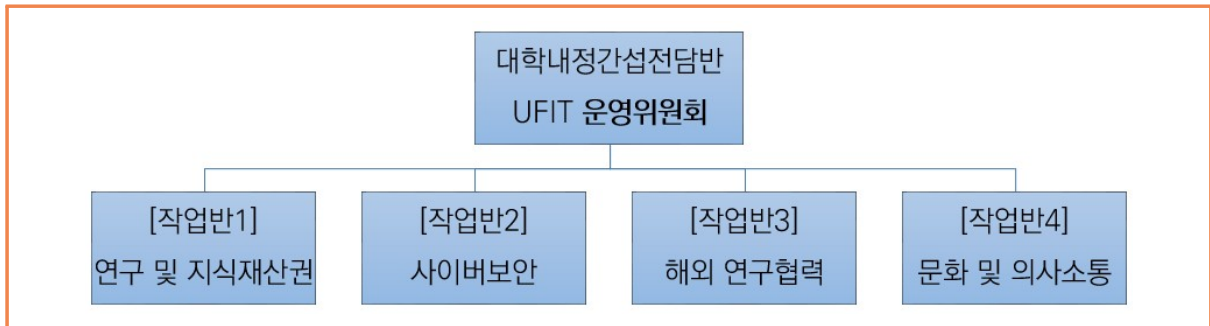 대학내정간섭전담반
UFIT 운영위원회
[작업반1]
연구 및 지식재산권
[작업반2]
사이버보안
[작업반3]
해외 연구협력
[작업반4]
문화 및 의사소통